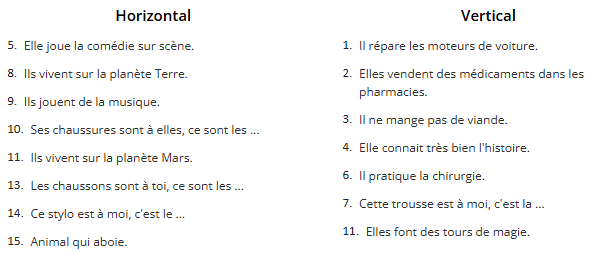 Horizontal
5. Elle joue la comédie sur scène.
8. Ils vivent sur la planète Terre.
9. Ils jouent de la musique.
10. Ses chaussures sont à elles, ce sont les ...
11. Ils vivent sur la planète Mars.
13. Les chaussons sont à toi, ce sont les ...
14. Ce stylo est à moi, c'est le ...
15. Animal qui aboie.
Vertical
1. Il répare les moteurs de voiture.
2. Elles vendent des médicaments dans les
pharmacies.
3. Il ne mange pas de viande.
4. Elle connait très bien l'histoire.
6. Il pratique la chirurgie.
7. Cette trousse est à moi, c'est la ...
11. Elles font des tours de magie.